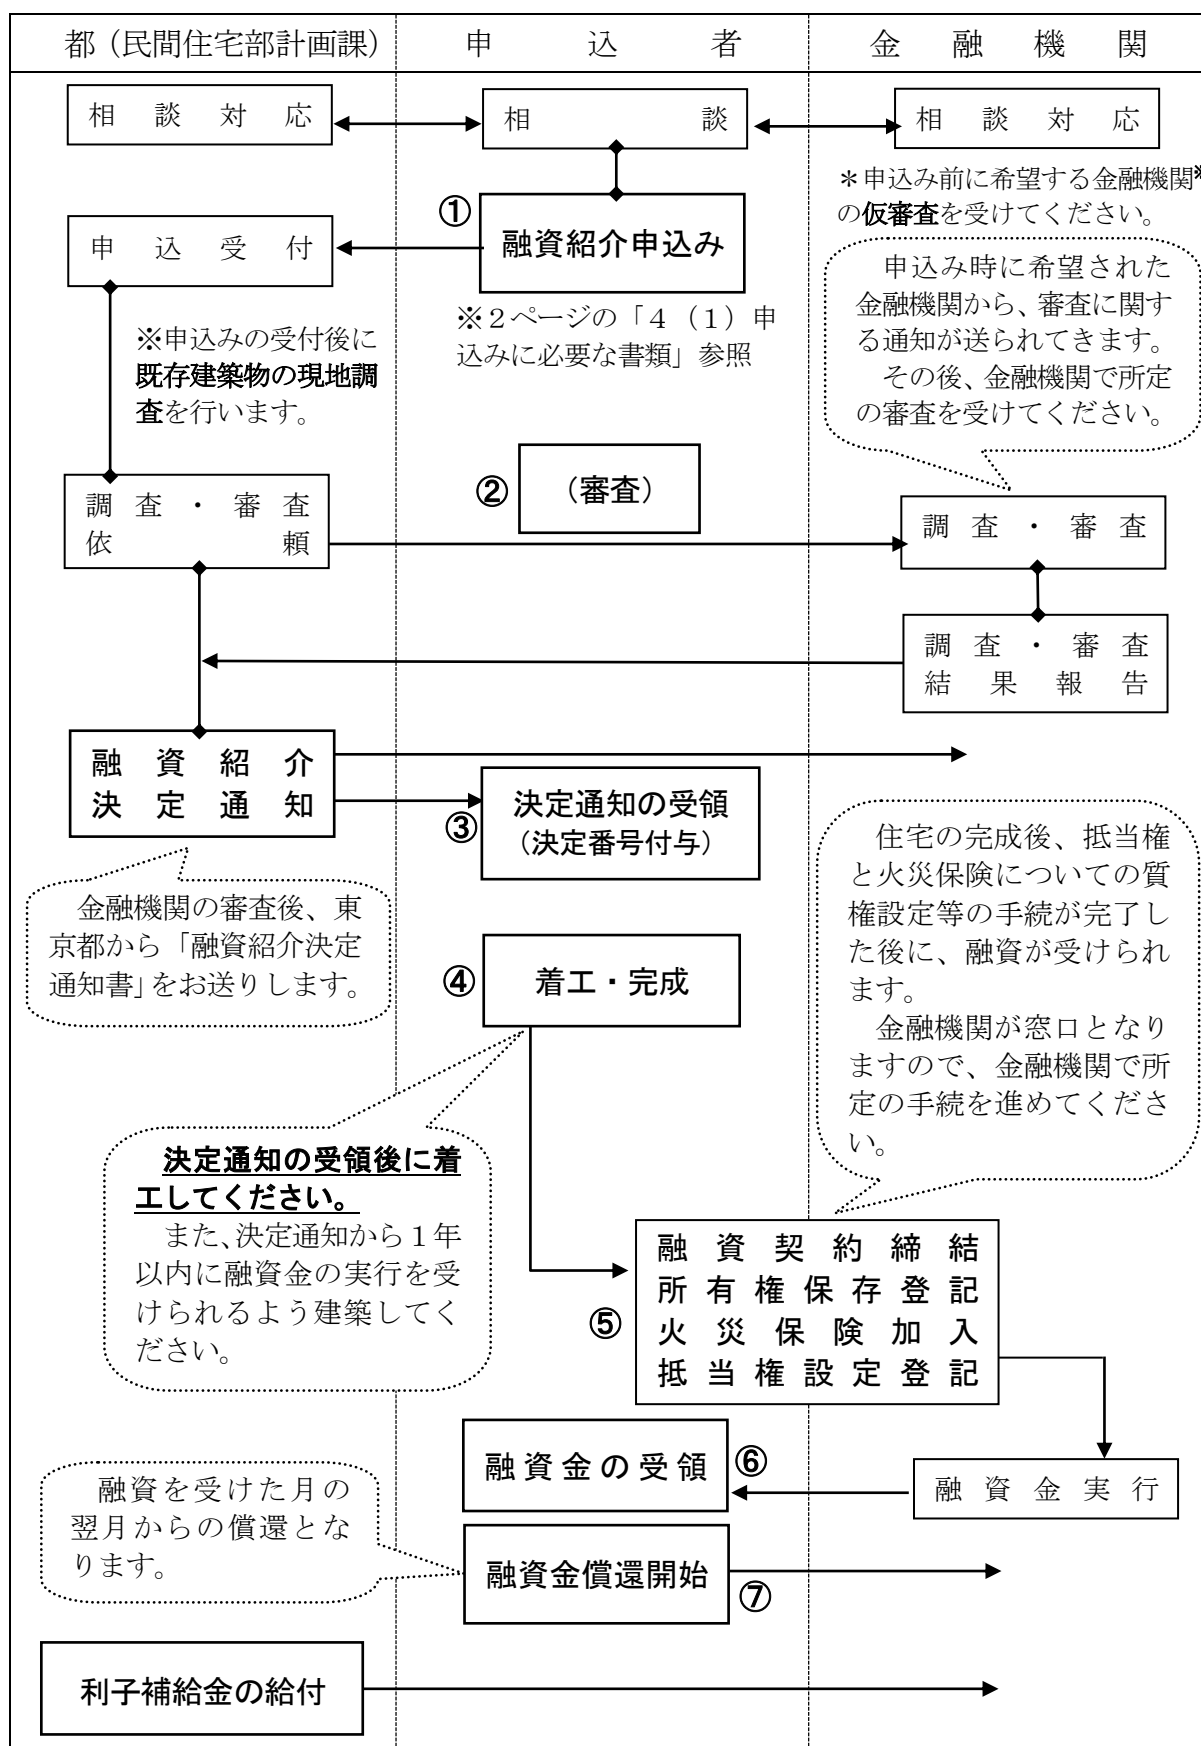 都（民間住宅部計画課）
申込者
金融機関
相談対応
相談
相談対応
＊申込み前に希望する金融機関※
の仮審査を受けてください。
①
融資紹介申込み
申込受付
※２ページの「４（１）申
込みに必要な書類」参照
※申込みの受付後に
既存建築物の現地調
査を行います。
申込み時に希望された
金融機関から、審査に関す
る通知が送られてきます。
その後、金融機関で所定
の審査を受けてください。
②
（審査）
調査・審査
依頼
調査・審査
調査・審査
結果報告
融資紹介
決定通知
③
決定通知の受領
（決定番号付与）
金融機関の審査後、東
京都から「融資紹介決定
通知書」をお送りします。
④
着工・完成
住宅の完成後、抵当権
と火災保険についての質
権設定等の手続が完了し
た後に、融資が受けられ
ます。
金融機関が窓口となり
ますので、金融機関で所
定の手続を進めてくださ
い。
決定通知の受領後に着
工してください。
また、決定通知から１年
以内に融資金の実行を受
けられるよう建築してく
ださい。
⑤
融資契約締結
所有権保存登記
火災保険加入
抵当権設定登記
融資金の受領
⑥
融資金実行
融資を受けた月の
翌月からの償還とな
ります。
融資金償還開始
⑦
利子補給金の給付